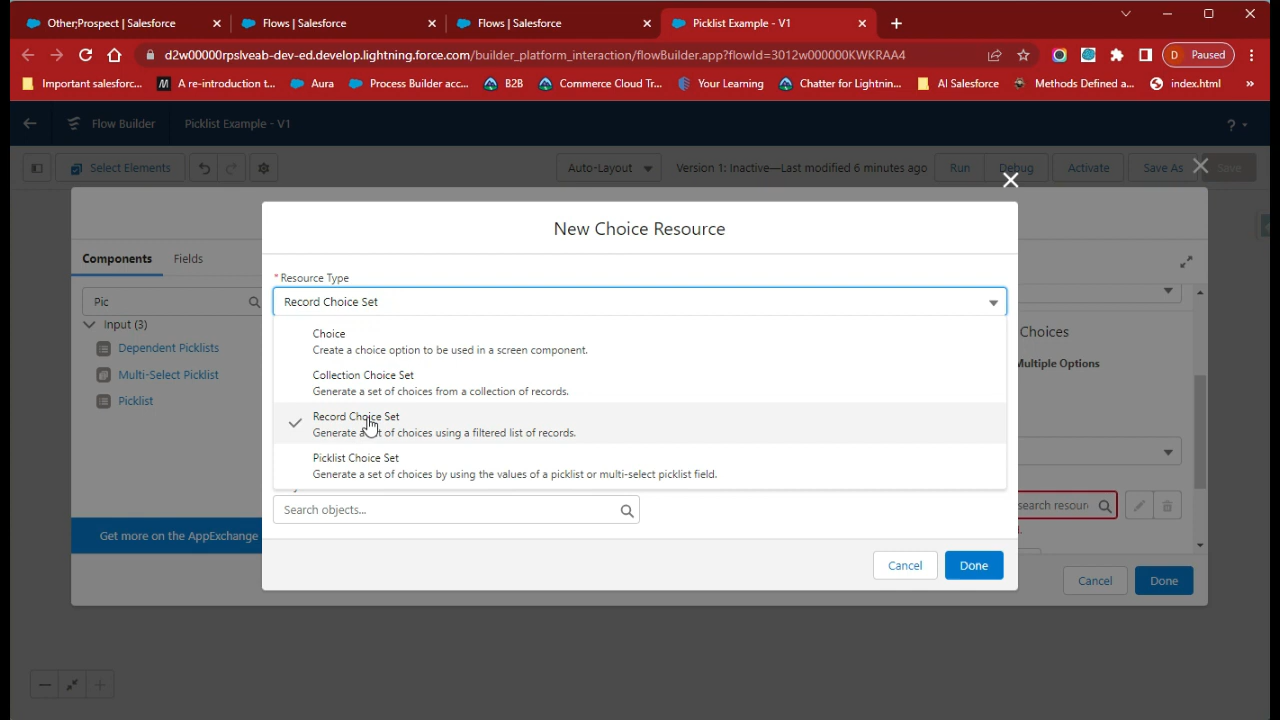 Other;Prospect | Salesforce
Flows | Salesforce
Flows | Salesforce
Picklist Example - V1
d2w00000rpslveab-dev-ed.develop.lightning.force.com/builder_platform_interaction/flowBuilder.app?flowId=3012w000000KWKRAA4
D Paused
Important salesforc...
A re-introduction t...
Aura
Process Builder acc...
B2B
Commerce Cloud Tr...
Your Learning
Chatter for Lightnin...
AI Salesforce
Methods Defined a...
index.html
»
Flow Builder
Picklist Example - V1
?
Select Elements
Auto-Layout
Version 1: Inactive—Last modified 6 minutes ago
Run
Debug
Activate
Save As
Save
New Choice Resource
Components
Fields
* Resource Type
Pic
Record Choice Set
Input (3)
Dependent Picklists
Multi-Select Picklist
Picklist
Choice
Create a choice option to be used in a screen component.
Collection Choice Set
Generate a set of choices from a collection of records.
Record Choice Set
Generate a set of choices using a filtered list of records.
Picklist Choice Set
Generate a set of choices by using the values of a picklist or multi-select picklist field.
Choices
Multiple Options
Search objects...
search resour
Get more on the AppExchange
Cancel
Done
Cancel
Done